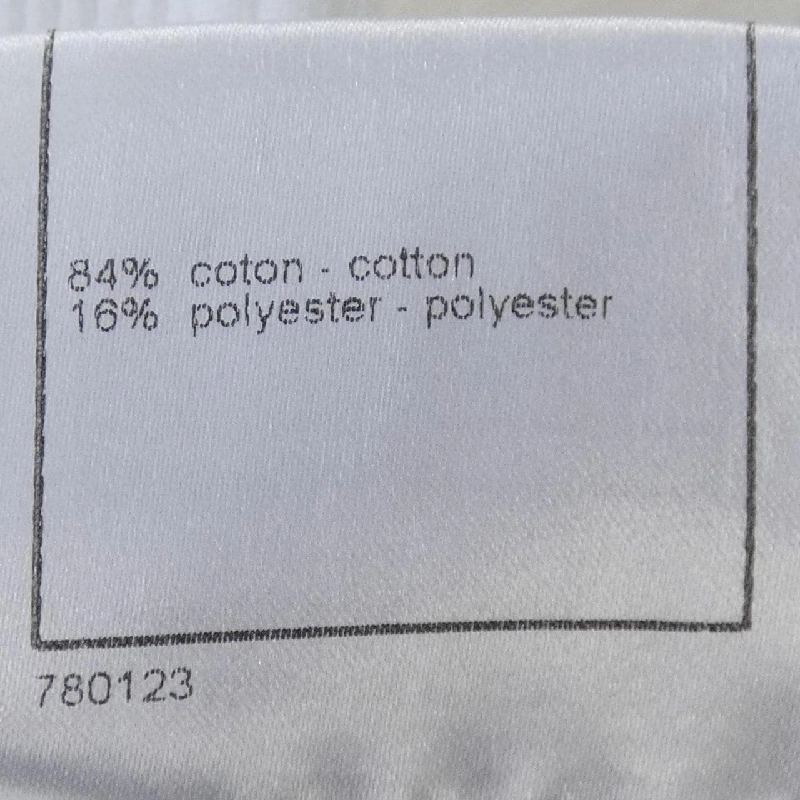 84% coton - cotton
16% polyester - polyester
780123